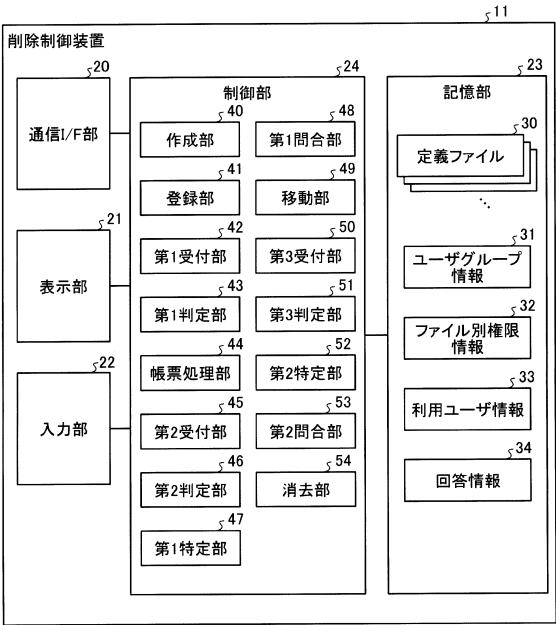 11
削除制御装置
20
通信I/F部
21
表示部
22
入力部
24
制御部
40
作成部
41
登録部
42
第1受付部
43
第1判定部
44
帳票処理部
45
第2受付部
46
第2判定部
47
第1特定部
48
第1問合部
49
移動部
50
第3受付部
51
第3判定部
52
第2特定部
53
第2問合部
54
消去部
23
記憶部
30
定義ファイル
31
ユーザグループ
情報
32
ファイル別権限
情報
33
利用ユーザ情報
34
回答情報